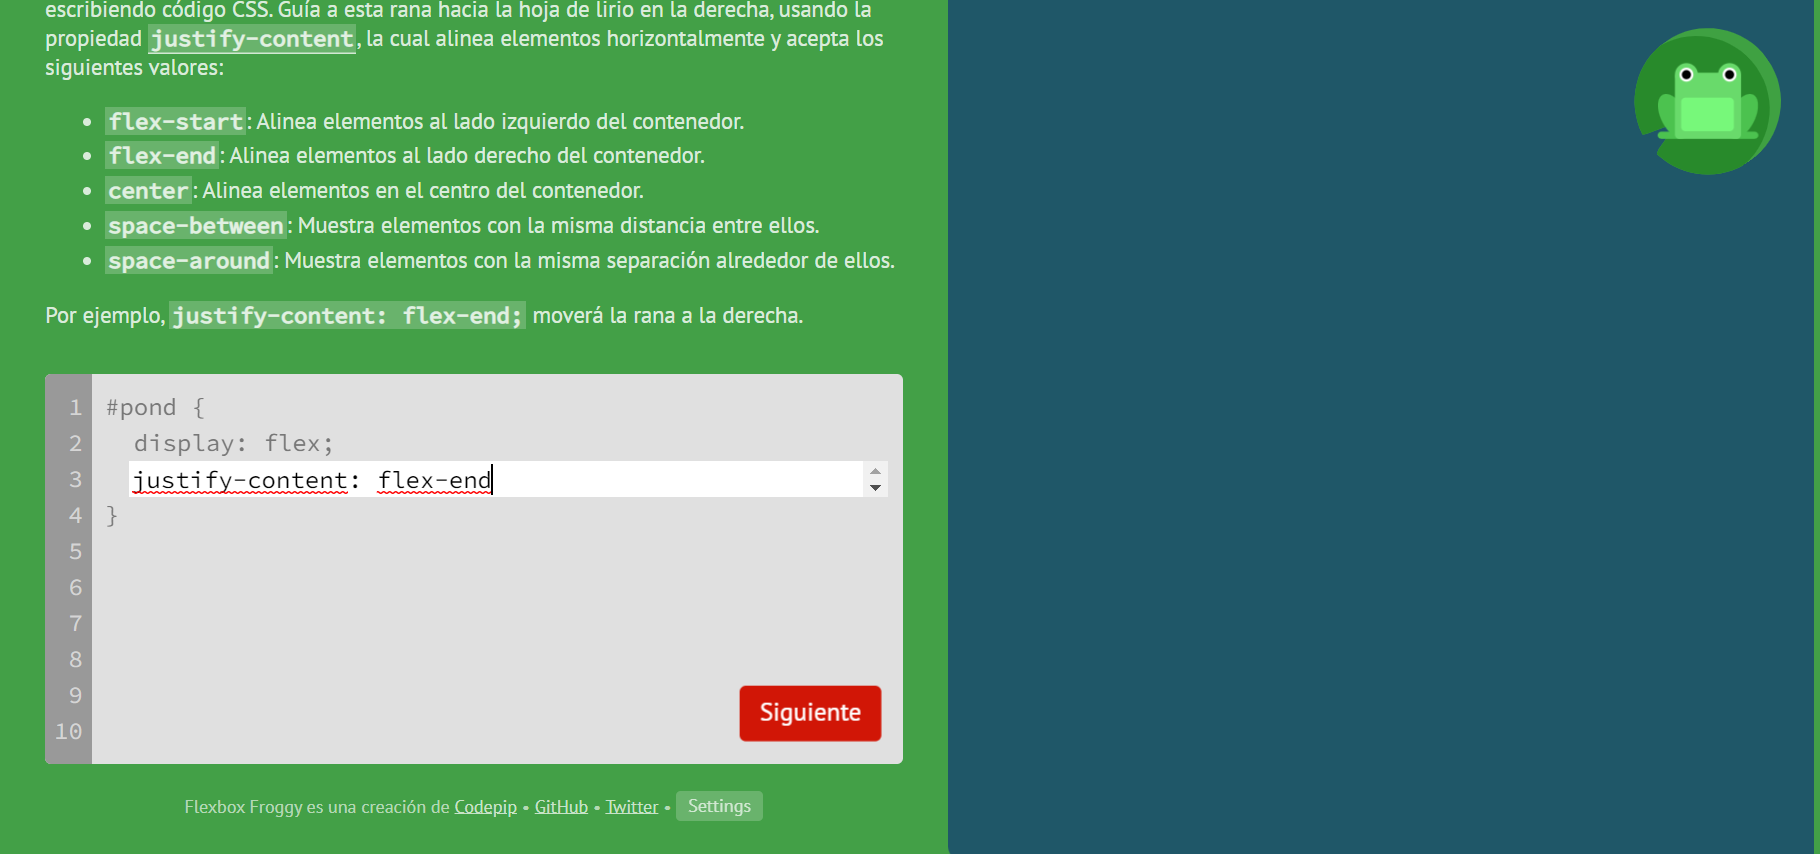 escribiendo código CSS. Guía a esta rana hacia la hoja de lirio en la derecha, usando la
propiedad justify-content, la cual alinea elementos horizontalmente y acepta los
siguientes valores:
• flex-start: Alinea elementos al lado izquierdo del contenedor.
• flex-end: Alinea elementos al lado derecho del contenedor.
• center: Alinea elementos en el centro del contenedor.
• space-between: Muestra elementos con la misma distancia entre ellos.
• space-around: Muestra elementos con la misma separación alrededor de ellos.
Por ejemplo, justify-content: flex-end; moverá la rana a la derecha.
1 #pond {
2 display: flex;
3 justify-content: flex-end
4 }
5
6
7
8
9
10
Siguiente
Flexbox Froggy es una creación de Codepip • GitHub • Twitter • Settings